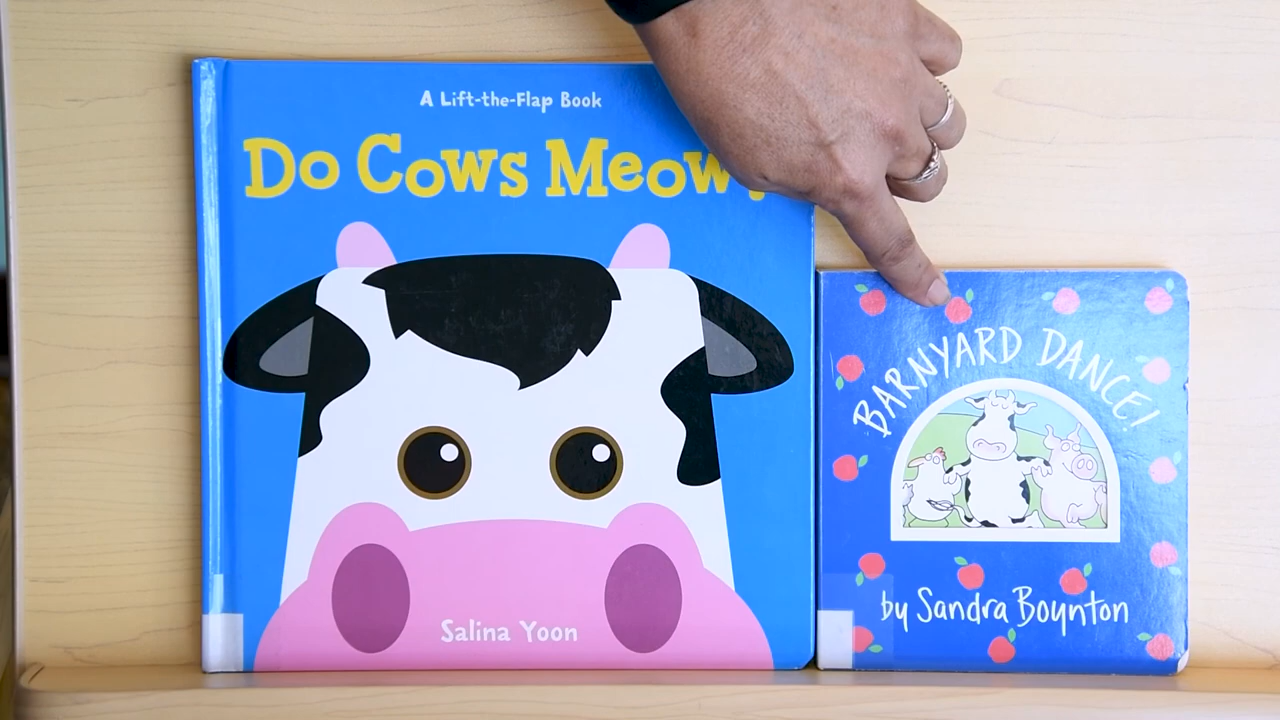 A Lift-the-Flap Book
Do Cows Meow?
Salina Yoon
BARNYARD DANCE!
by Sandra Boynton